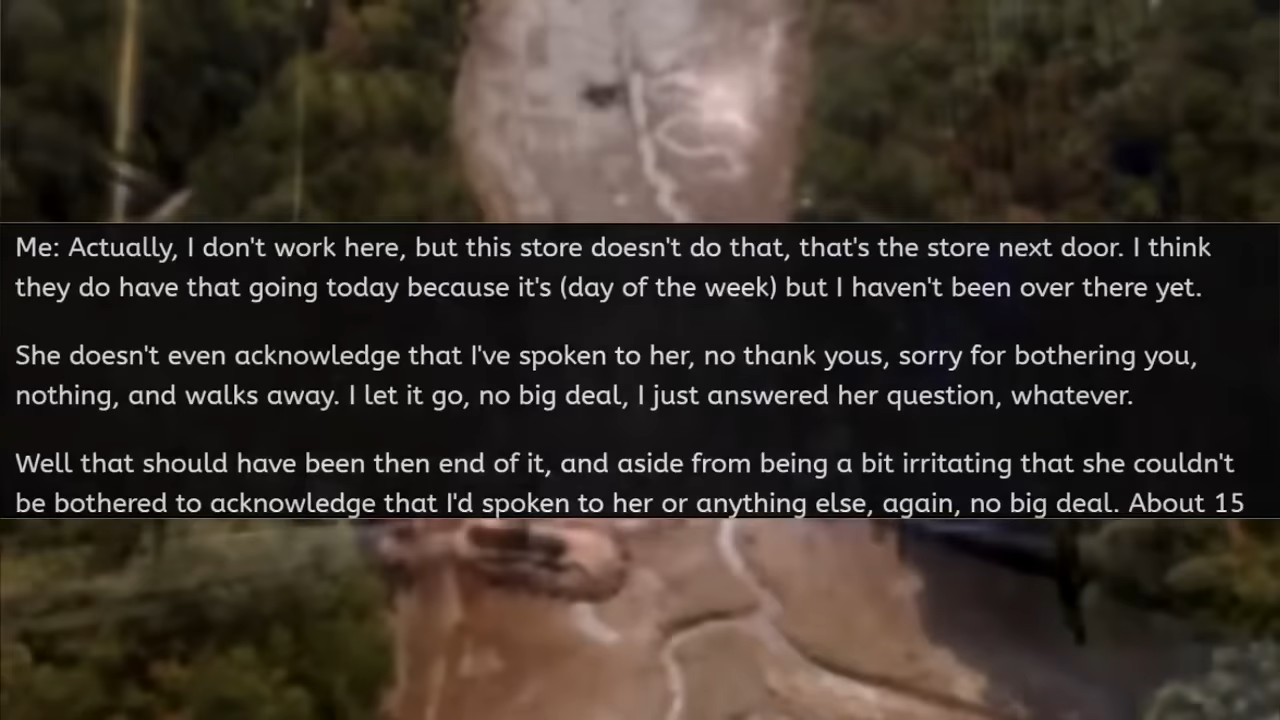 Me: Actually, I don't work here, but this store doesn't do that, that's the store next door. I think
they do have that going today because it's (day of the week) but I haven't been over there yet.
She doesn't even acknowledge that I've spoken to her, no thank yous, sorry for bothering you,
nothing, and walks away. I let it go, no big deal, I just answered her question, whatever.
Well that should have been then end of it, and aside from being a bit irritating that she couldn't
be bothered to acknowledge that I'd spoken to her or anything else, again, no big deal. About 15